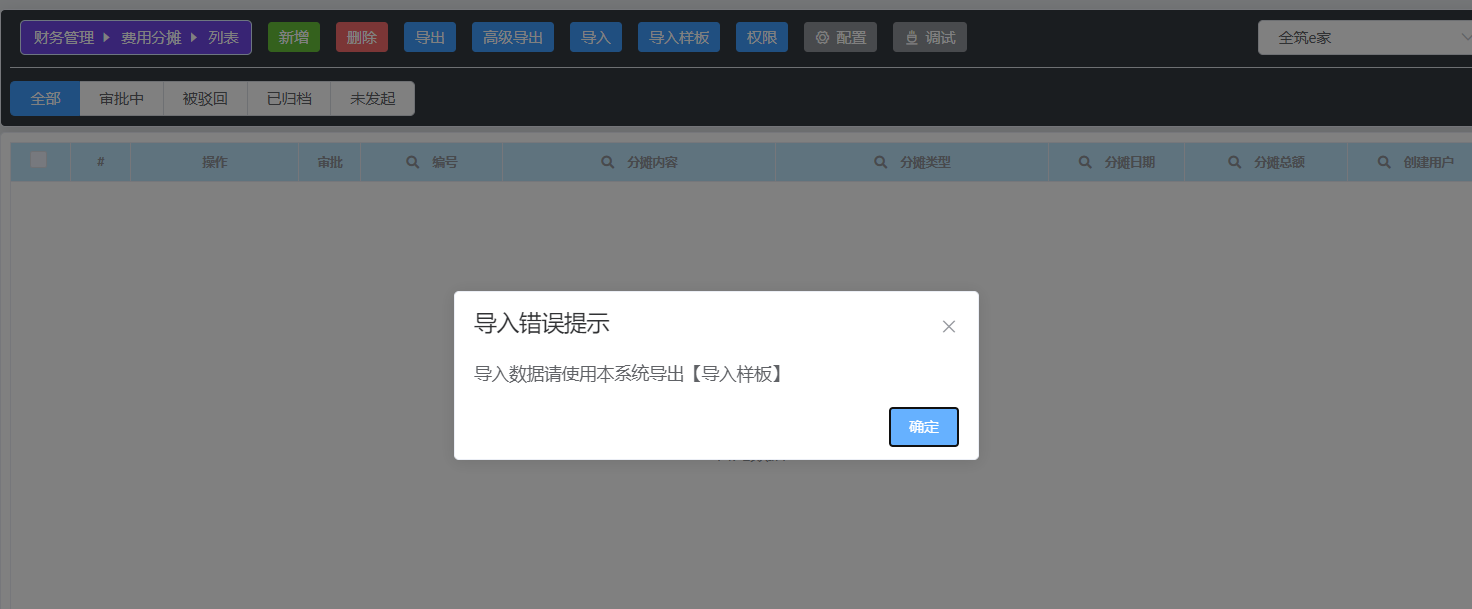 财务管理 费用分摊 列表 新增 删除 导出 高级导出 导入 导入样板 权限 配置 调试 全筑e家
全部 审批中 被驳回 已归档 未发起
# 操作 审批 编号 分摊内容 分摊类型 分摊日期 分摊总额 创建用户
导入错误提示
导入数据请使用本系统导出【导入样板】
确定